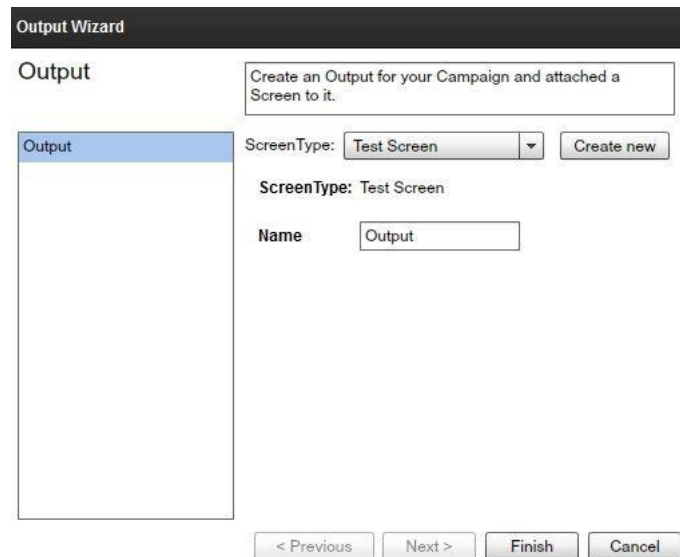 Output Wizard
Output
Create an Output for your Campaign and attached a
Screen to it.
Output
ScreenType: Test Screen Create new
ScreenType: Test Screen
Name Output
< Previous Next > Finish Cancel